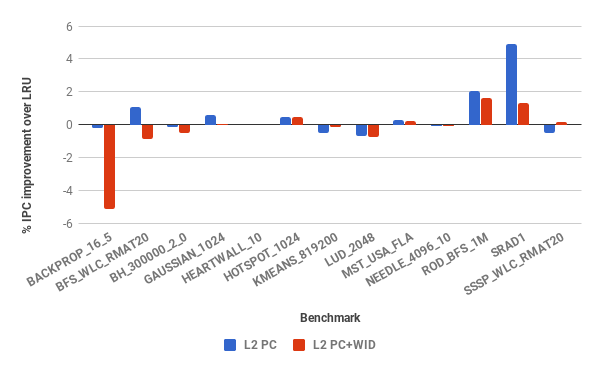 % IPC improvement over LRU
6
4
2
0
-2
-4
-6
BACKPROP_16_5
BFS_WLC_RMAT20
BH_300000_2_0
GAUSSIAN_1024
HEARTWALL_10
HOTSPOT_1024
KMEANS_819200
LUD_2048
MST_USA_FLA
NEEDLE_4096_10
ROD_BFS_1M
SRAD1
SSSP_WLC_RMAT20
Benchmark
L2 PC
L2 PC+WID